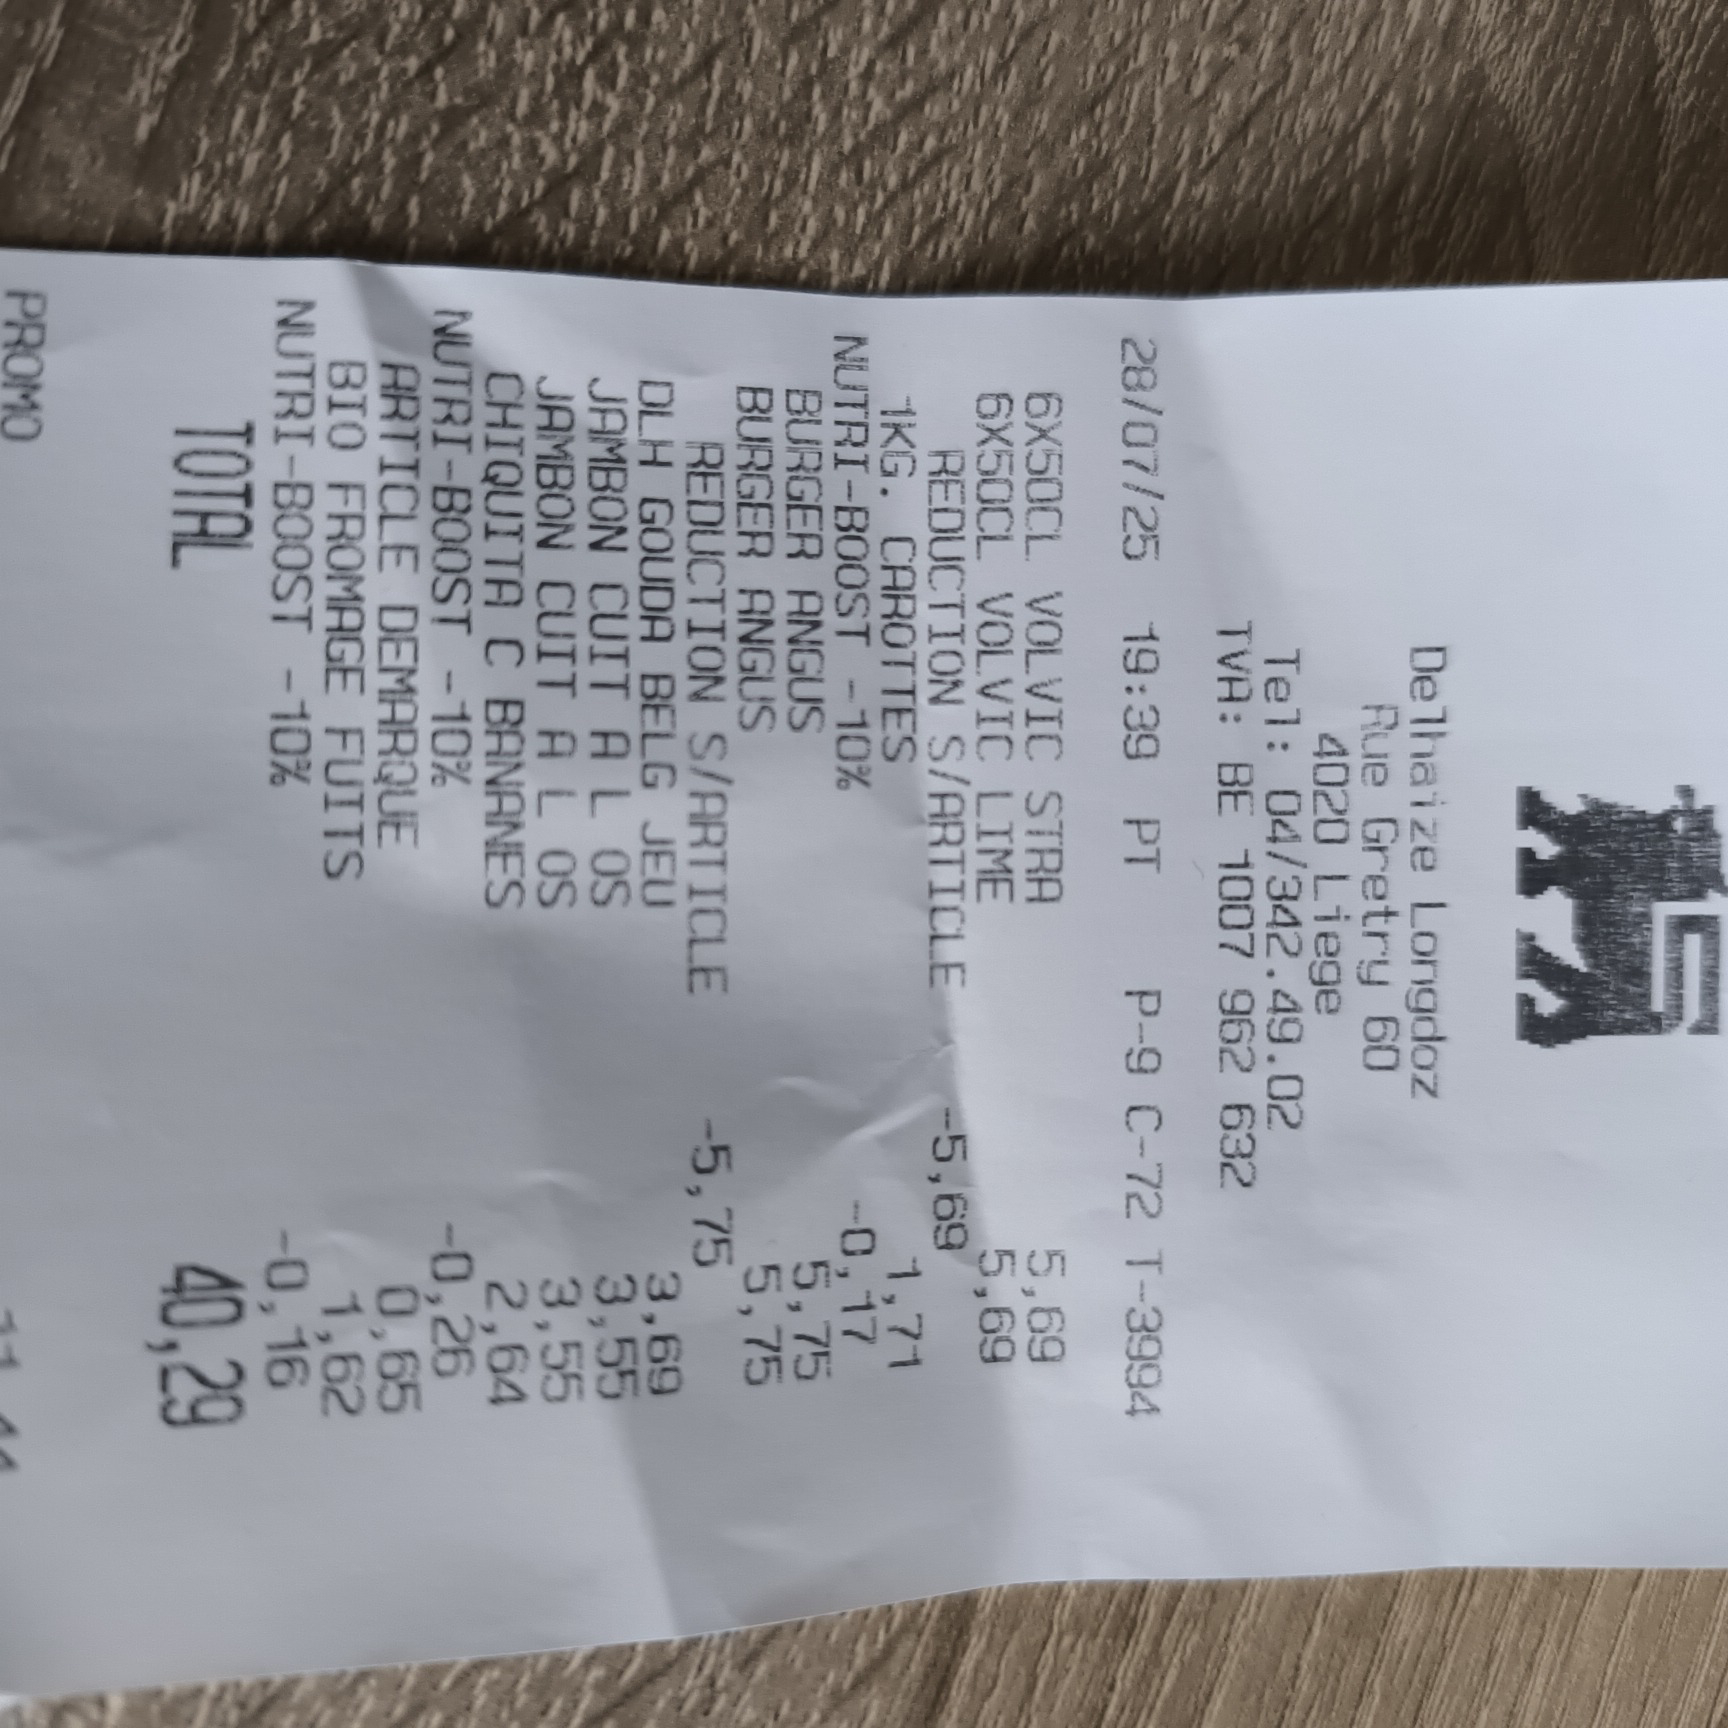 Delhaize Longdoz
Rue Gretry 60
4020 Liege
Tel: 04/342.49.02
TVA: BE 1007 962 632
28/07/25 19:39 PT P-9 C-72 T-3994
6X50CL VOLVIC STRA 5,69
6X50CL VOLVIC LIME 5,69
REDUCTION S/ARTICLE -5,69
1KG. CAROTTES 1,71
NUTRI-BOOST -10% -0,17
BURGER ANGUS 5,75
BURGER ANGUS 5,75
REDUCTION S/ARTICLE -5,75
DLH GOUDA BELG JEU 3,69
JAMBON CUIT A L OS 3,55
JAMBON CUIT A L OS 3,55
CHIQUITA C BANANES 2,64
NUTRI-BOOST -10% -0,26
ARTICLE DEMARQUE 0,65
BIO FROMAGE FUITS 1,62
NUTRI-BOOST -10% -0,16
TOTAL 40,29
PROMO